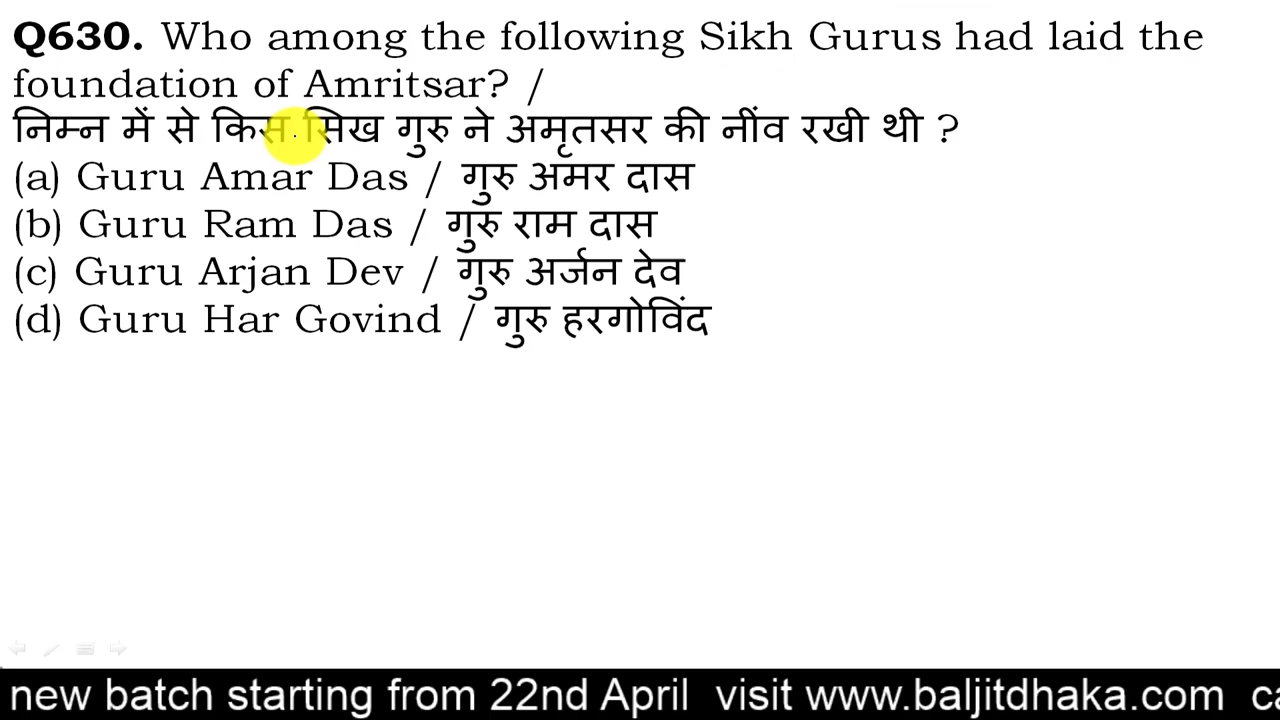 Q630. Who among the following Sikh Gurus had laid the
foundation of Amritsar? /
निम्न में से किस सिख गुरु ने अमृतसर की नींव रखी थी ?
(a) Guru Amar Das / गुरु अमर दास
(b) Guru Ram Das / गुरु राम दास
(c) Guru Arjan Dev / गुरु अर्जन देव
(d) Guru Har Govind / गुरु हरगोविंद
new batch starting from 22nd April visit www.baljitdhaka.com